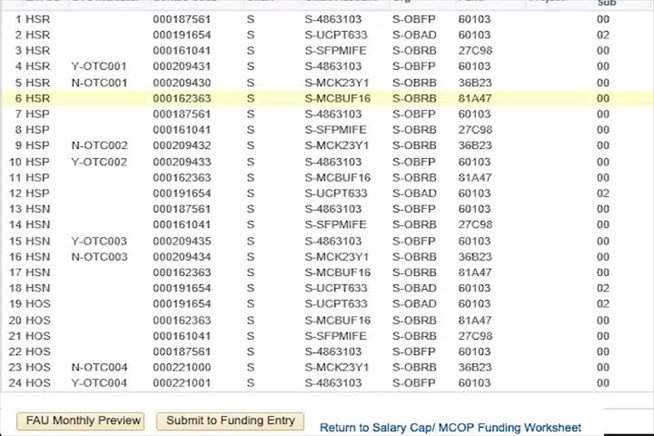 Sub
1 HSR 000187561 S S-4863103 S-OBFP 60103 00
2 HSR 000191654 S S-UCPT633 S-OBAD 60103 02
3 HSR 000161041 S S-SFPMIFE S-OBRB 27C98 00
4 HSR Y-OTC001 000209431 S S-4863103 S-OBFP 60103 00
5 HSR N-OTC001 000209430 S S-MCK23Y1 S-OBRB 36B23 00
6 HSR 000162363 S S-MCBUF16 S-OBRB 81A47 00
7 HSP 000187561 S S-4863103 S-OBFP 60103 00
8 HSP 000161041 S S-SFPMIFE S-OBRB 27C98 00
9 HSP N-OTC002 000209432 S S-MCK23Y1 S-OBRB 36B23 00
10 HSP Y-OTC002 000209433 S S-4863103 S-OBFP 60103 00
11 HSP 000162363 S S-MCBUF16 S-OBRB 81A47 00
12 HSP 000191654 S S-UCPT633 S-OBAD 60103 02
13 HSN 000187561 S S-4863103 S-OBFP 60103 00
14 HSN 000161041 S S-SFPMIFE S-OBRB 27C98 00
15 HSN Y-OTC003 000209435 S S-4863103 S-OBFP 60103 00
16 HSN N-OTC003 000209434 S S-MCK23Y1 S-OBRB 36B23 00
17 HSN 000162363 S S-MCBUF16 S-OBRB 81A47 00
18 HSN 000191654 S S-UCPT633 S-OBAD 60103 02
19 HOS 000191654 S S-UCPT633 S-OBAD 60103 02
20 HOS 000162363 S S-MCBUF16 S-OBRB 81A47 00
21 HOS 000161041 S S-SFPMIFE S-OBRB 27C98 00
22 HOS 000187561 S S-4863103 S-OBFP 60103 00
23 HOS N-OTC004 000221000 S S-MCK23Y1 S-OBRB 36B23 00
24 HOS Y-OTC004 000221001 S S-4863103 S-OBFP 60103 00
FAU Monthly Preview Submit to Funding Entry Return to Salary Cap/ MCOP Funding Worksheet